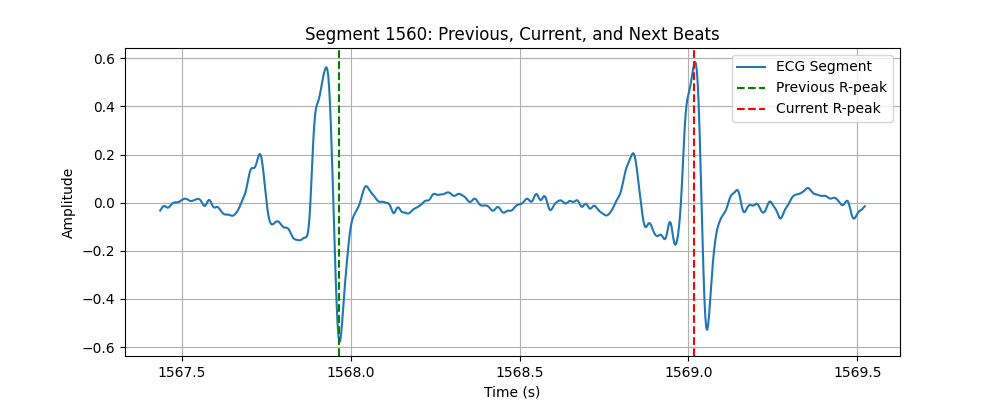 Segment 1560: Previous, Current, and Next Beats
ECG Segment
Previous R-peak
Current R-peak
Amplitude
0.6
0.4
0.2
0.0
−0.2
−0.4
−0.6
1567.5 1568.0 1568.5 1569.0 1569.5
Time (s)